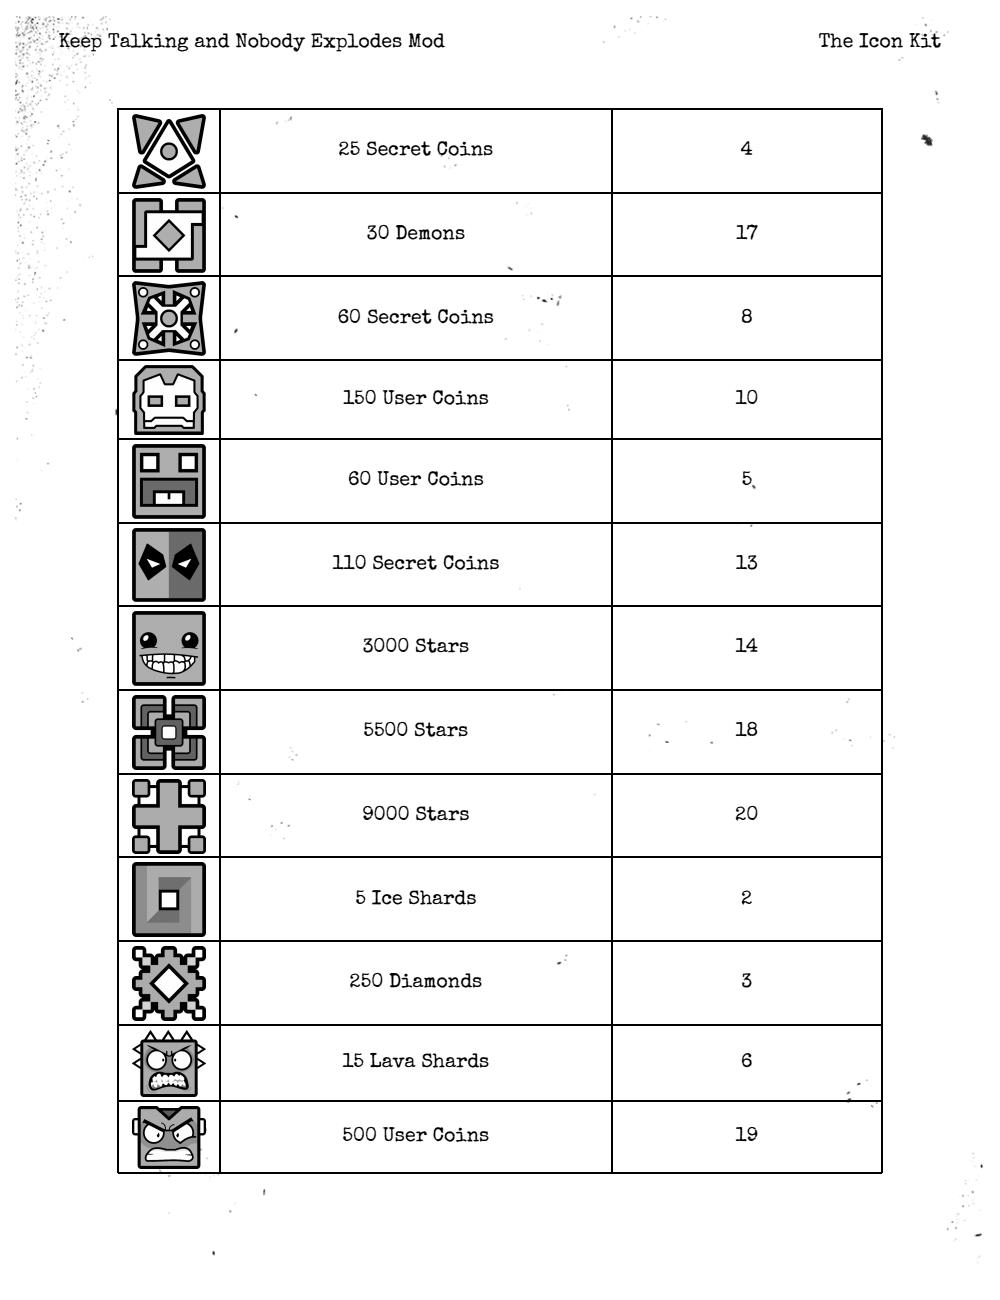 Keep Talking and Nobody Explodes Mod The Icon Kit
25 Secret Coins 4
30 Demons 17
60 Secret Coins 8
150 User Coins 10
60 User Coins 5
110 Secret Coins 13
3000 Stars 14
5500 Stars 18
9000 Stars 20
5 Ice Shards 2
250 Diamonds 3
15 Lava Shards 6
500 User Coins 19